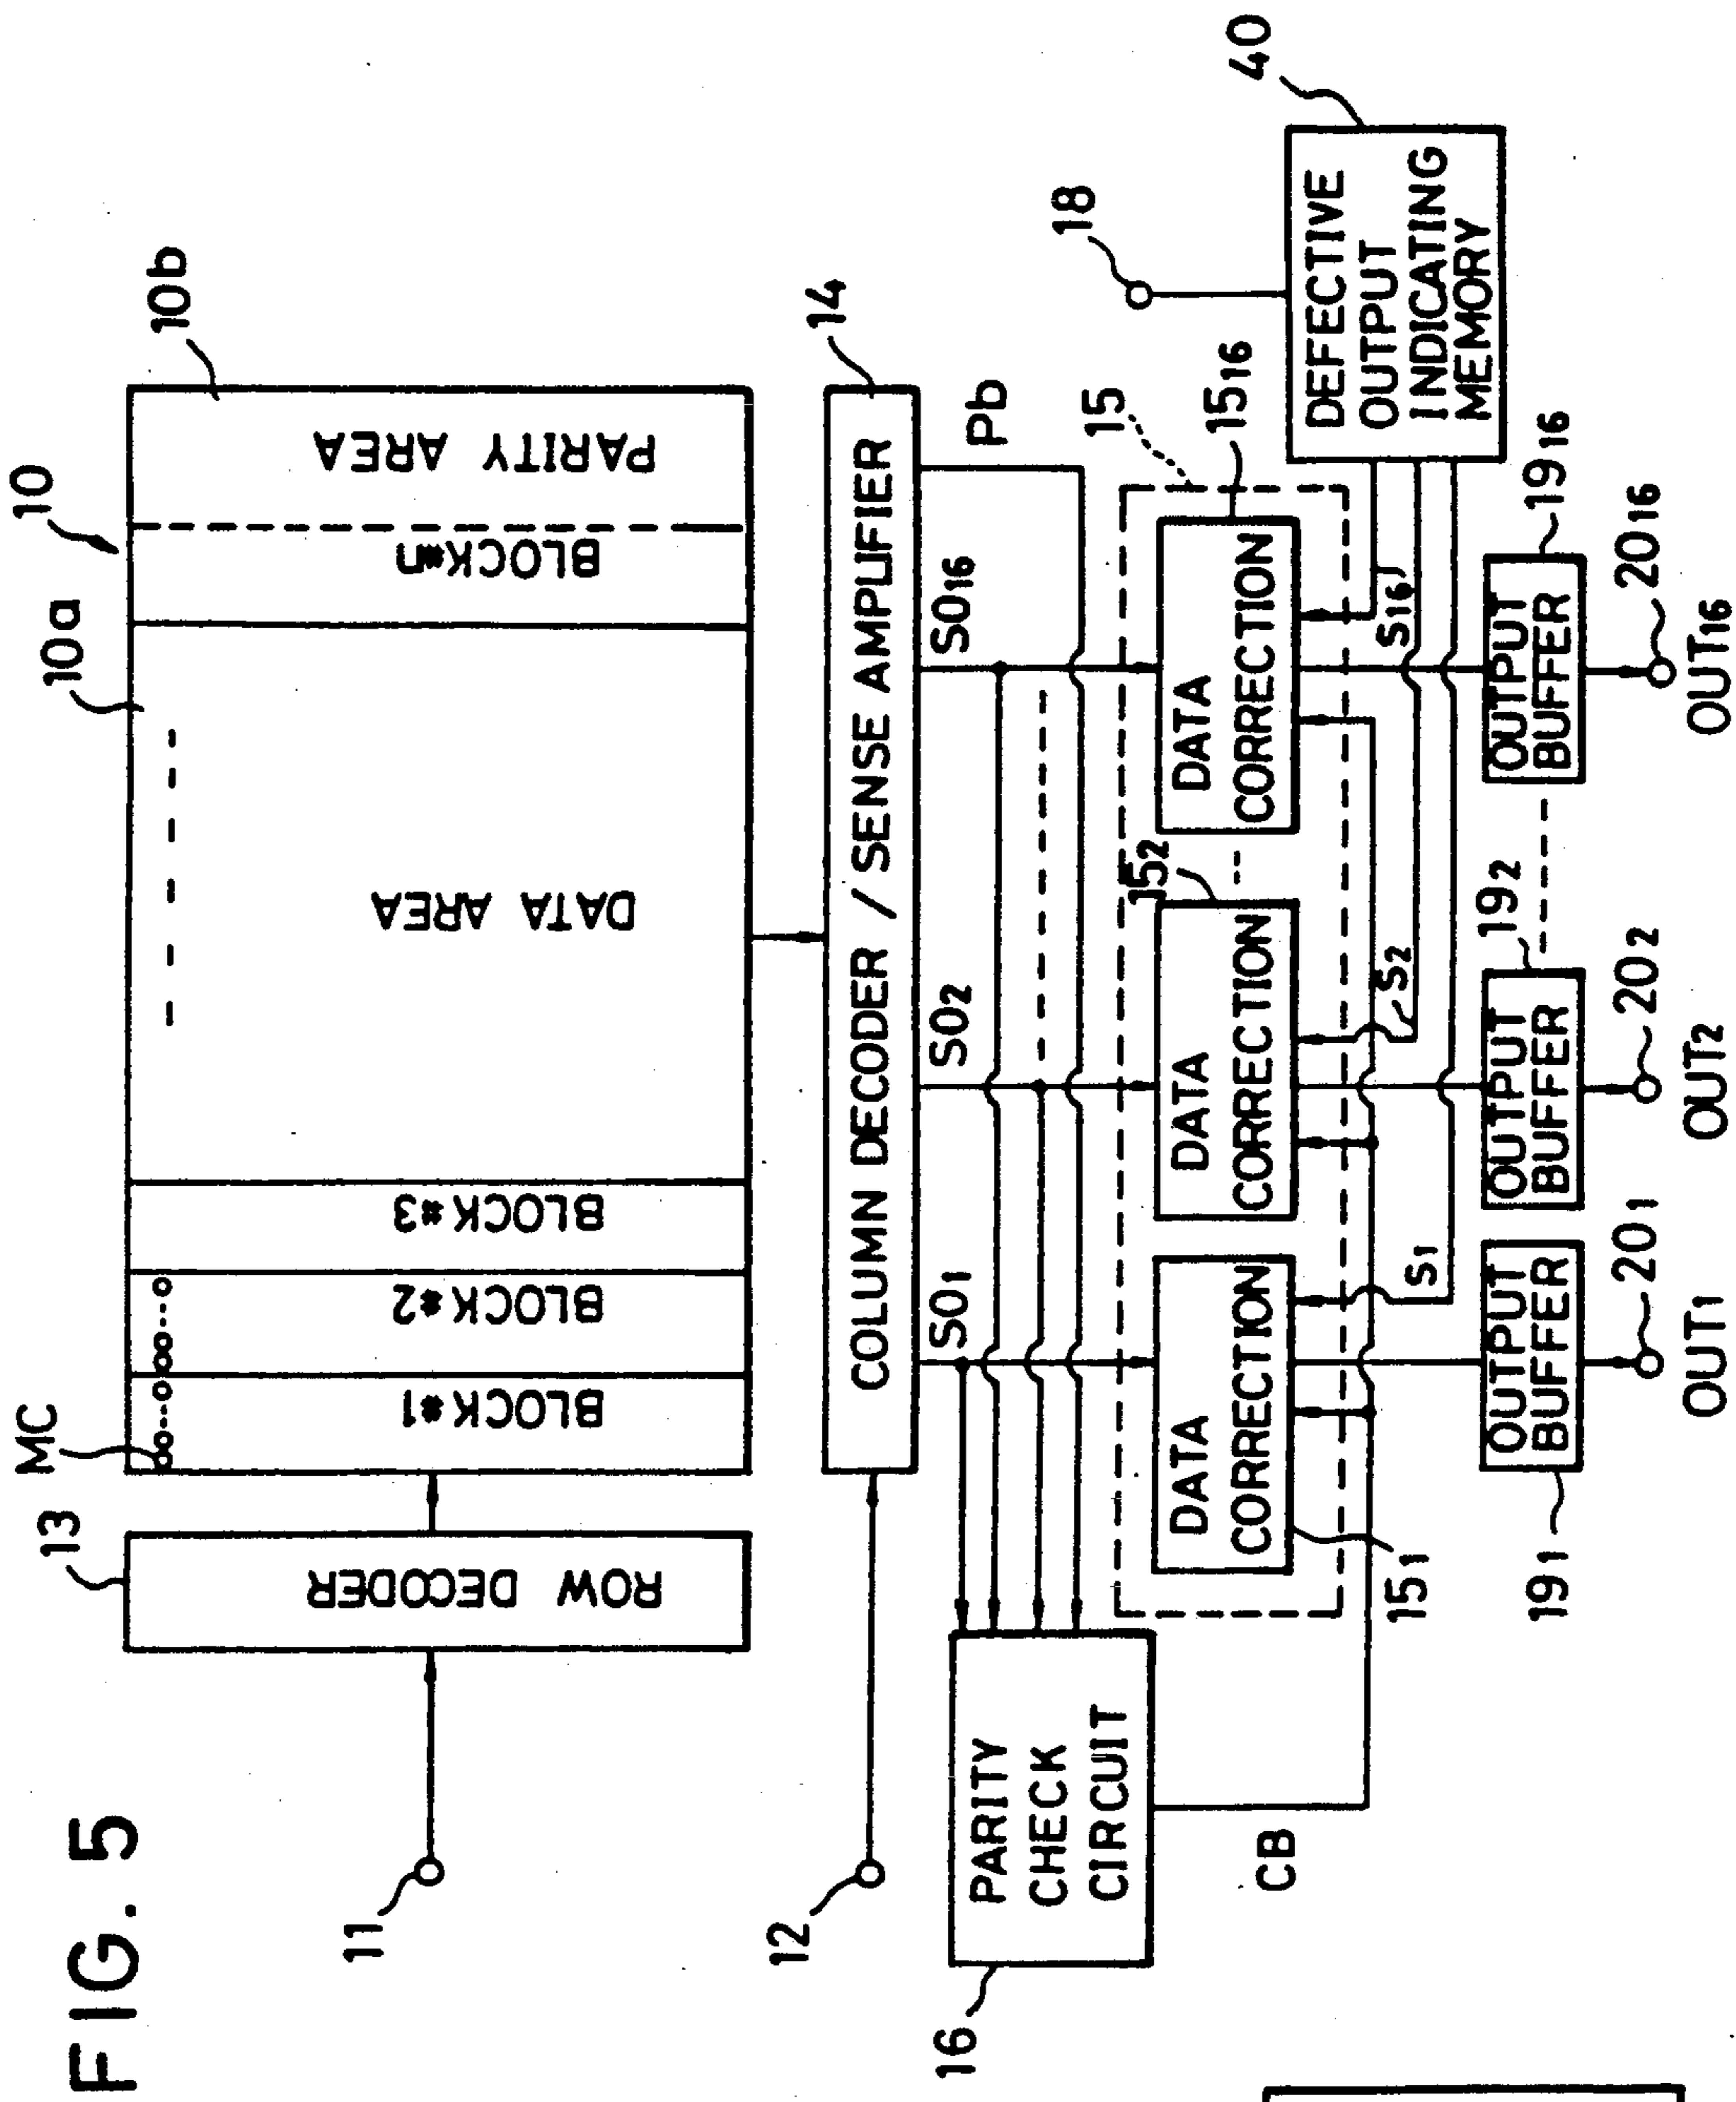 FIG. 5
10
10a
10b
MC
13
11
ROW DECODER
BLOCK#1
BLOCK#2
BLOCK#3
DATA AREA
BLOCK#n
PARITY AREA
14
12
COLUMN DECODER / SENSE AMPLIFIER
SO1
SO2
SO16
Pb
16
PARITY
CHECK
CIRCUIT
CB
15
151
DATA
CORRECTION
152
DATA
CORRECTION
1516
DATA
CORRECTION
18
40
DEFECTIVE
OUTPUT
INDICATING
MEMORY
S1
S2
S16
191
OUTPUT
BUFFER
192
OUTPUT
BUFFER
1916
OUTPUT
BUFFER
201
202
2016
OUT1
OUT2
OUT16